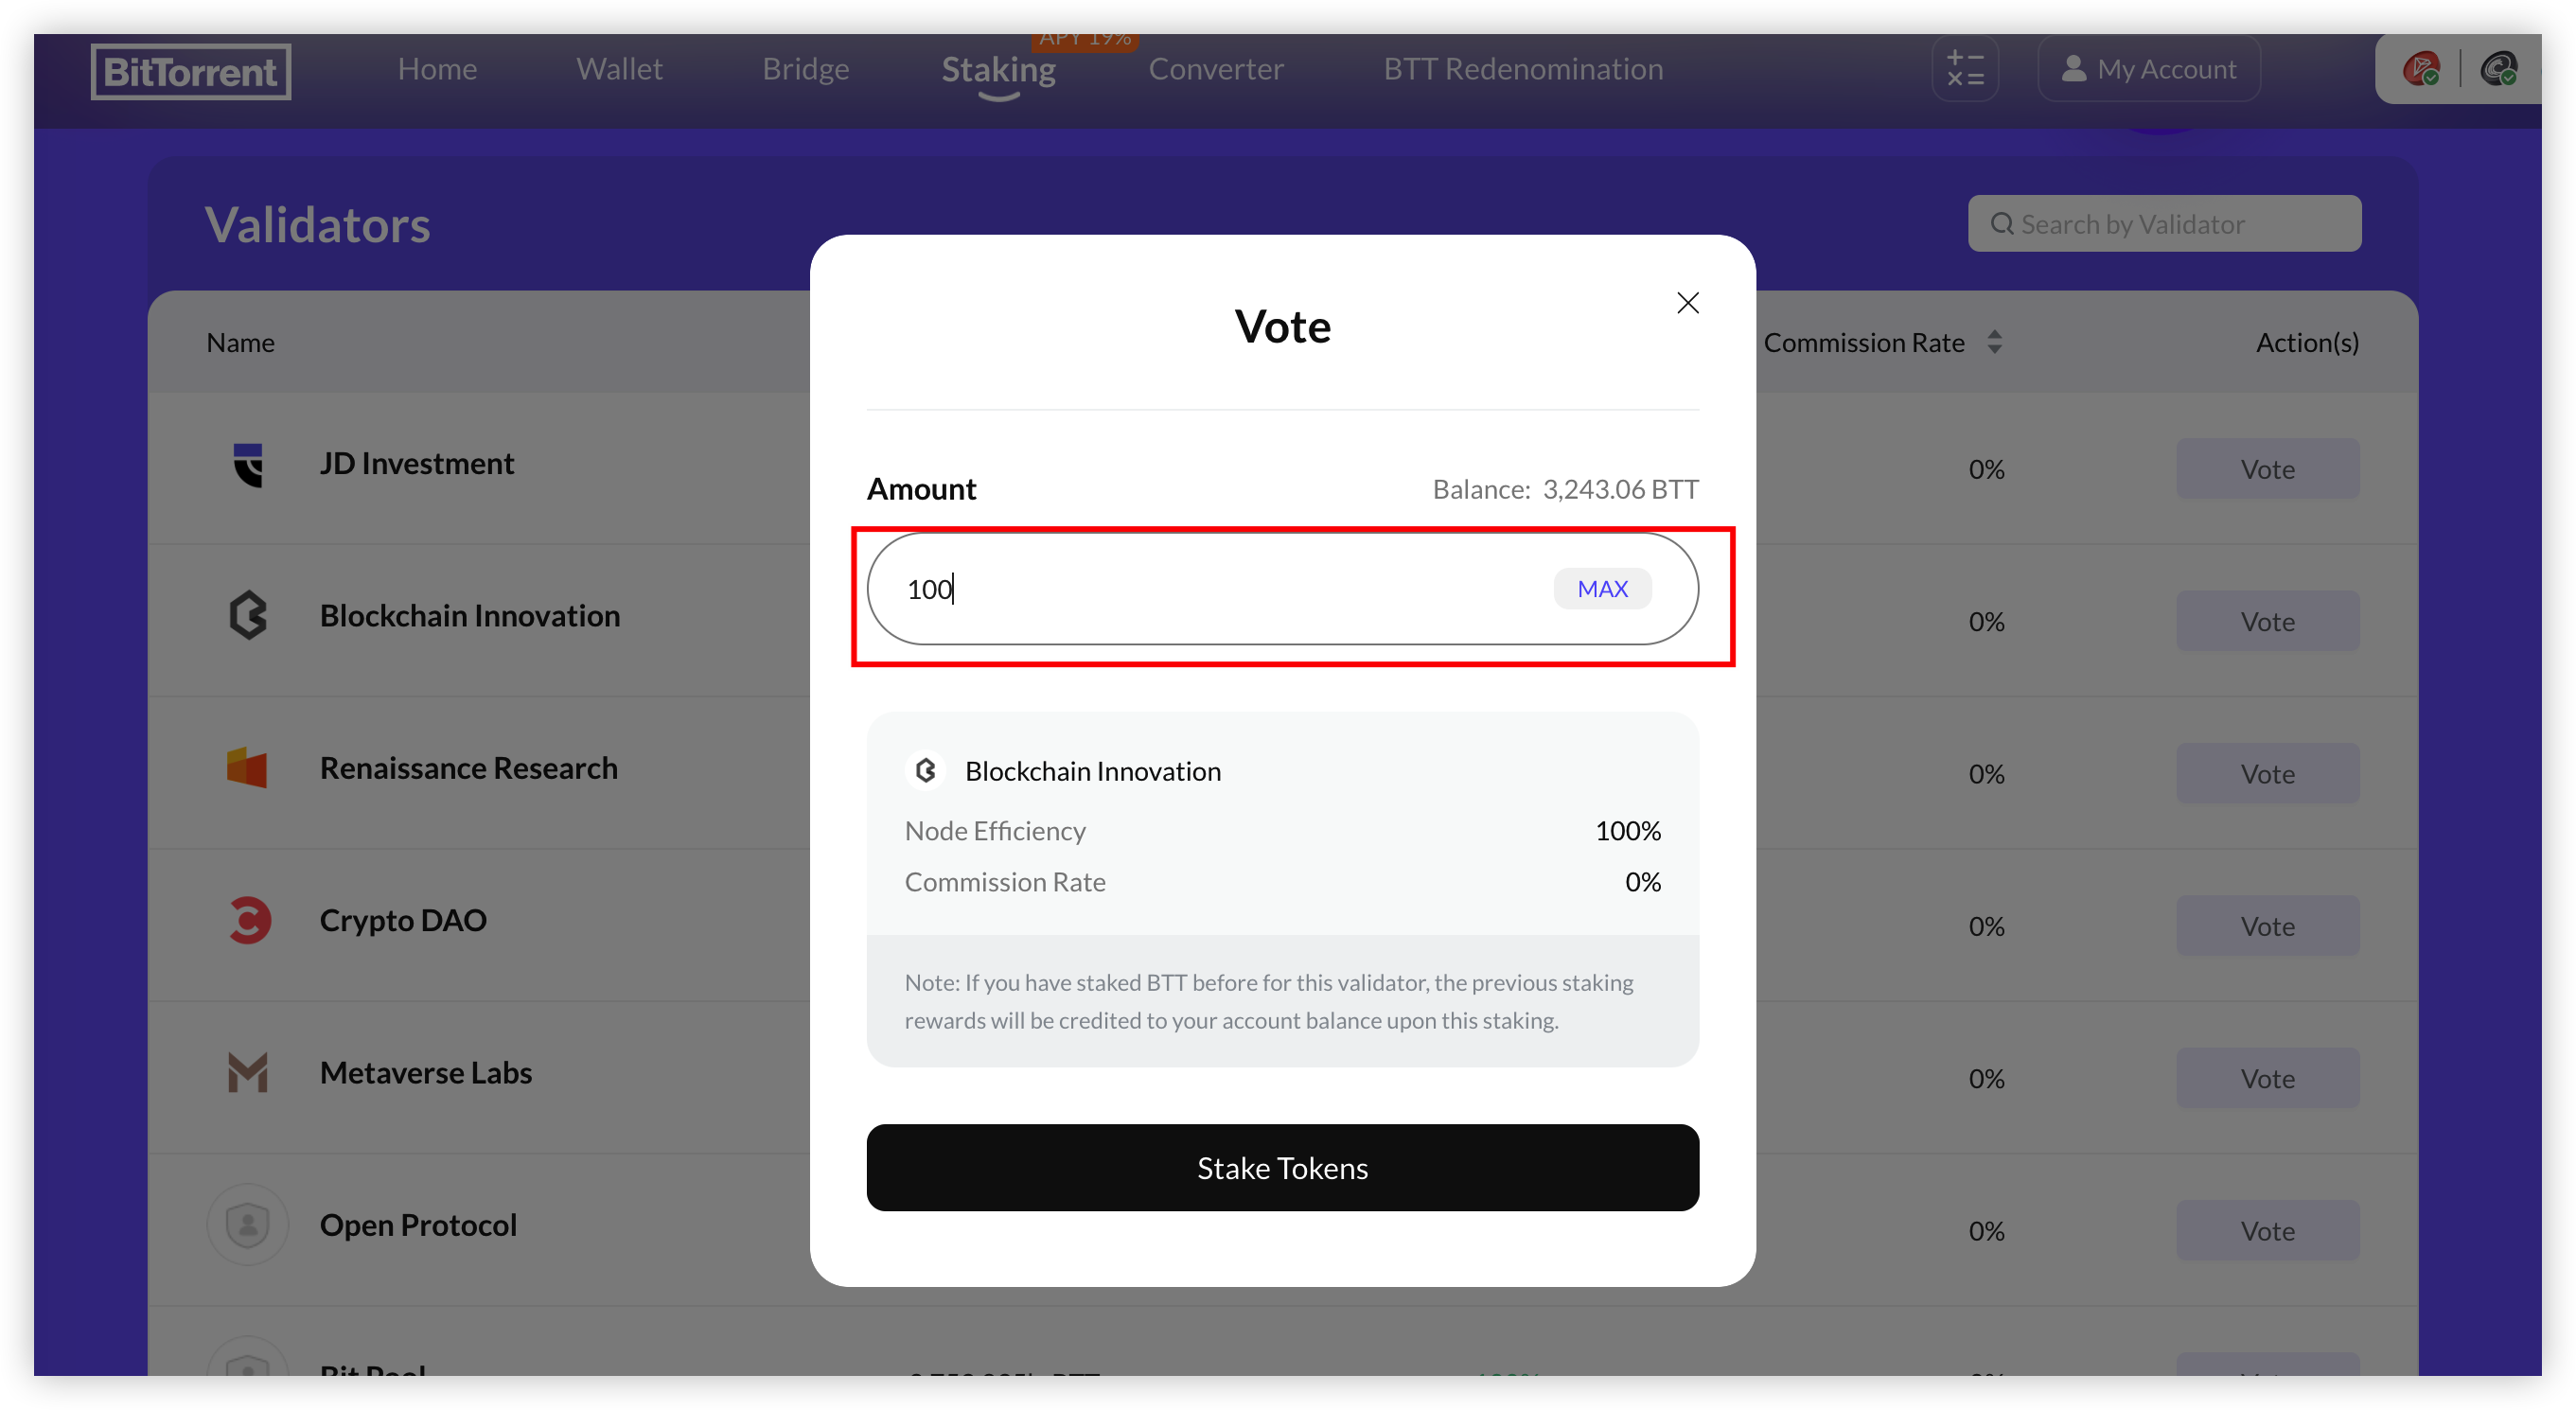 APY 19%
BitTorrent Home Wallet Bridge Staking Converter BTT Redenomination My Account
Validators
Search by Validator
Name Commission Rate Action(s)
JD Investment 0% Vote
Blockchain Innovation 0% Vote
Renaissance Research 0% Vote
Crypto DAO 0% Vote
Metaverse Labs 0% Vote
Open Protocol 0% Vote
Bit Pool
Vote
Amount Balance: 3,243.06 BTT
100 MAX
Blockchain Innovation
Node Efficiency 100%
Commission Rate 0%
Note: If you have staked BTT before for this validator, the previous staking
rewards will be credited to your account balance upon this staking.
Stake Tokens